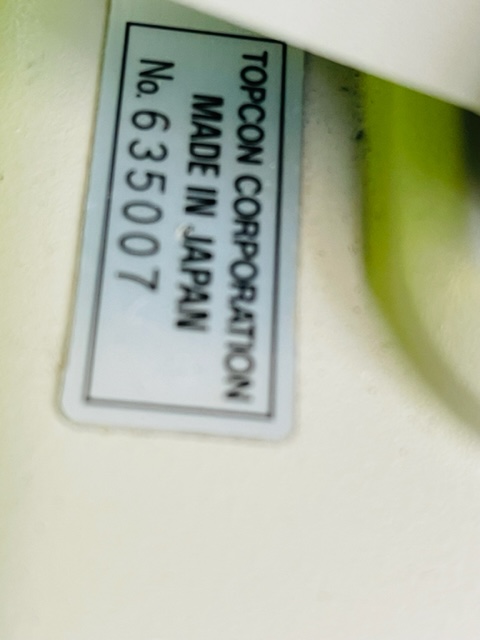 TOPCON CORPORATION
MADE IN JAPAN
No. 635007